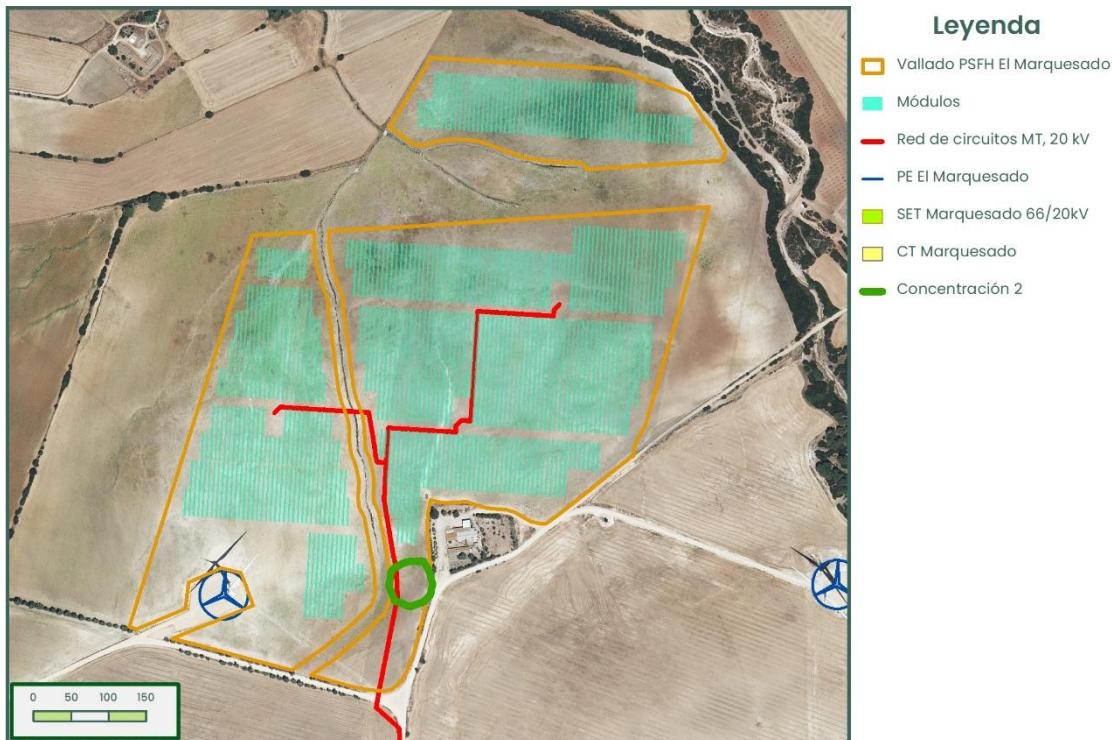 Leyenda
Vallado PSFH El Marquesado
Módulos
Red de circuitos MT, 20 kV
PE El Marquesado
SET Marquesado 66/20kV
CT Marquesado
Concentración 2
0 50 100 150